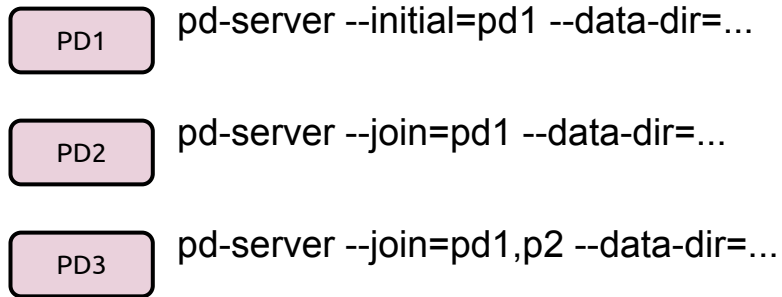 PD1
pd-server --initial=pd1 --data-dir=...
PD2
pd-server --join=pd1 --data-dir=...
PD3
pd-server --join=pd1,p2 --data-dir=...